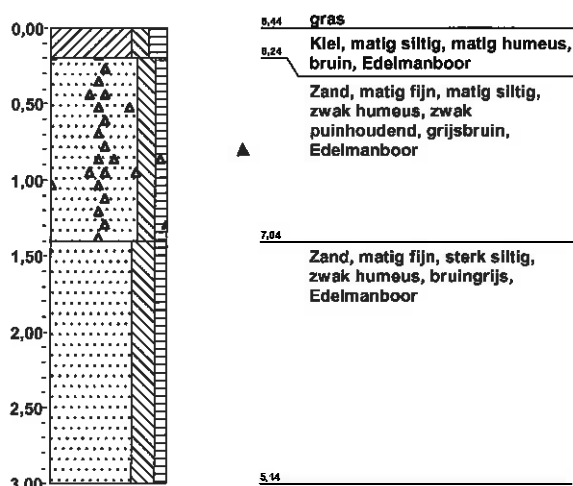 0,00
0,50
1,00
1,50
2,00
2,50
3,00
8,44 gras
8,24 Klei, matig siltig, matig humeus,
bruin, Edelmanboor
Zand, matig fijn, matig siltig,
zwak humeus, zwak
puinhoudend, grijsbruin,
Edelmanboor
7,04
Zand, matig fijn, sterk siltig,
zwak humeus, bruingrijs,
Edelmanboor
5,44